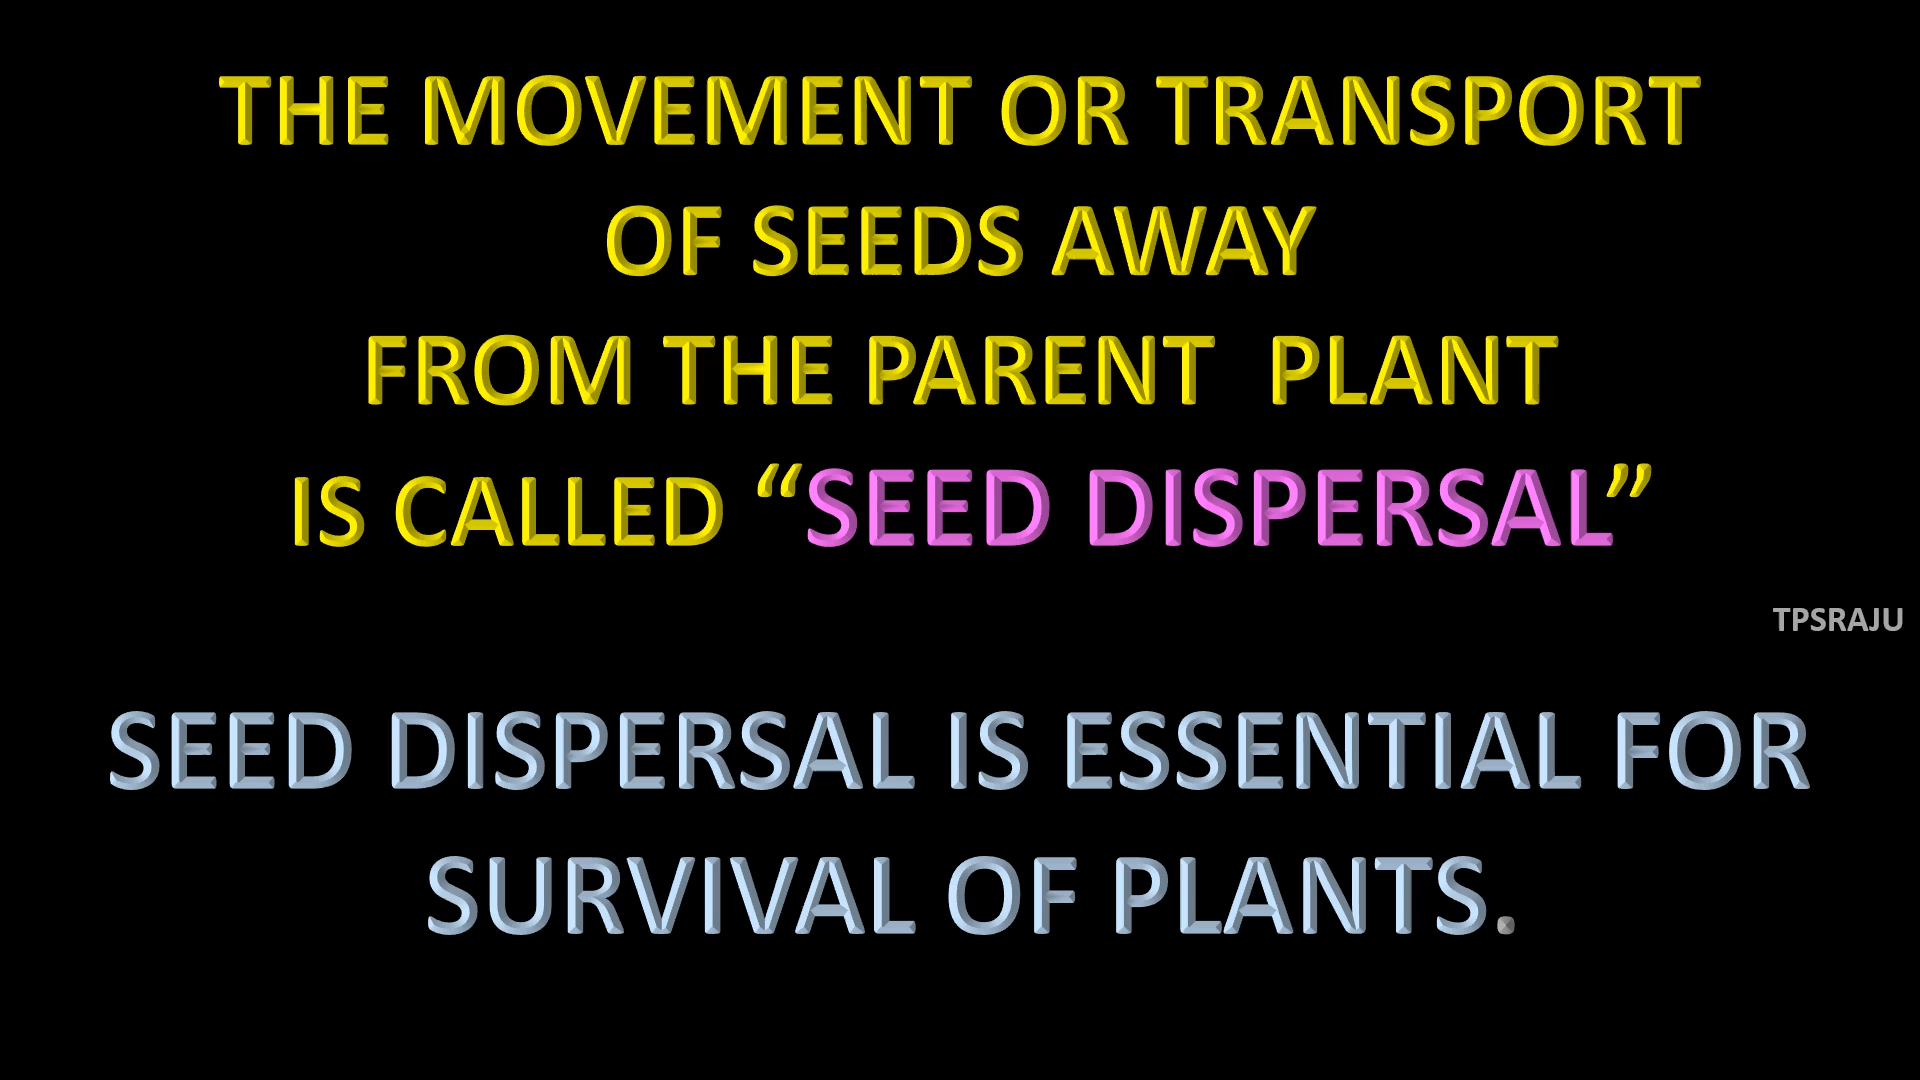 THE MOVEMENT OR TRANSPORT
OF SEEDS AWAY
FROM THE PARENT PLANT
IS CALLED “SEED DISPERSAL”
TPSRAJU
SEED DISPERSAL IS ESSENTIAL FOR
SURVIVAL OF PLANTS.